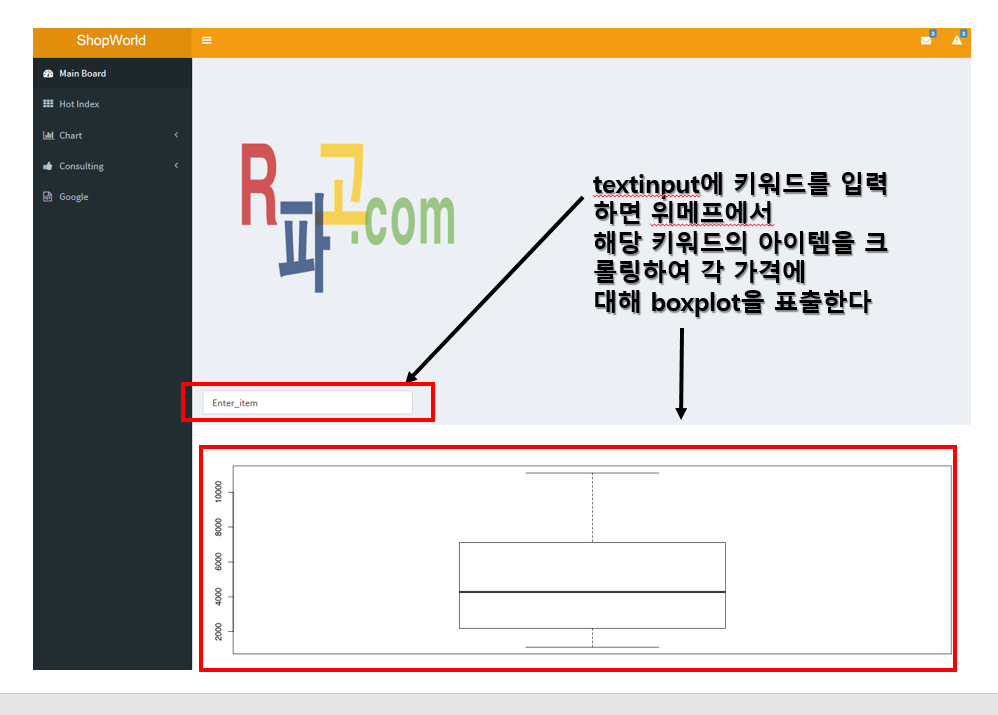 ShopWorld
3
2
Main Board
Hot Index
Chart
Consulting
Google
R파고.com
textinput에 키워드를 입력
하면 위메프에서
해당 키워드의 아이템을 크
롤링하여 각 가격에
대해 boxplot을 표출한다
Enter_item
10000
8000
6000
4000
2000